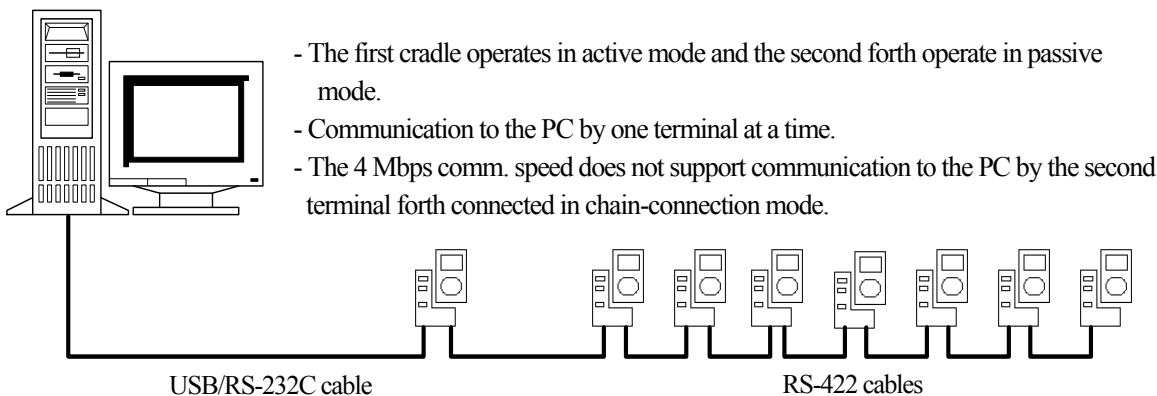 - The first cradle operates in active mode and the second forth operate in passive
mode.
- Communication to the PC by one terminal at a time.
- The 4 Mbps comm. speed does not support communication to the PC by the second
terminal forth connected in chain-connection mode.
USB/RS-232C cable
RS-422 cables